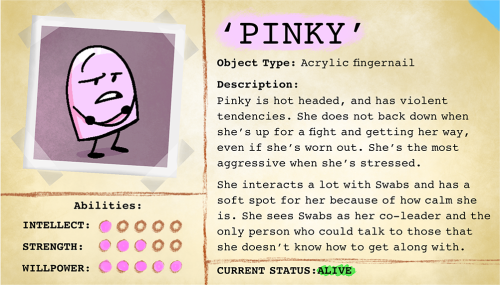 ‘PINKY’
Object Type: Acrylic fingernail
Description:
Pinky is hot headed, and has violent
tendencies. She does not back down when
she's up for a fight and getting her way,
even if she's worn out. She's the most
aggressive when she's stressed.
She interacts a lot with Swabs and has a
soft spot for her because of how calm she
is. She sees Swabs as her co-leader and the
only person who could talk to those that
she doesn't know how to get along with.
CURRENT STATUS:ALIVE
Abilities:
INTELLECT:
STRENGTH:
WILLPOWER: